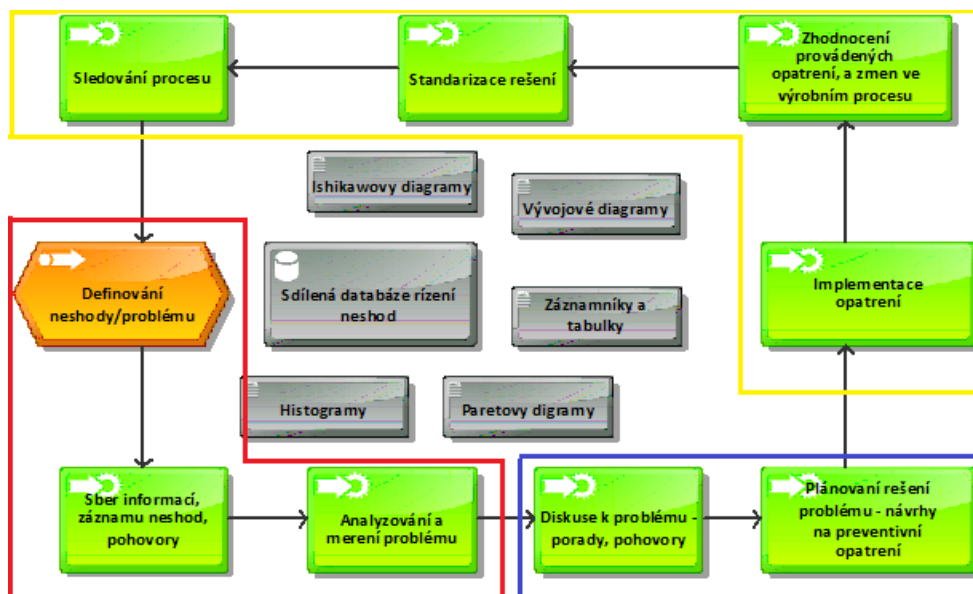 Sledování procesu
Standarizace rešení
Zhodnocení
provádených
opatrení, a zmen ve
výrobním procesu
Ishikawovy diagramy
Vývojové diagramy
Definování
neshody/problému
Sdílená databáze rízení
neshod
Záznamníky a
tabulky
Implementace
opatrení
Histogramy
Paretovy digramy
Sber informací,
záznamu neshod,
pohovory
Analyzování a
merení problému
Diskuse k problému -
porady, pohovory
Plánovaní rešení
problému - návrhy
na preventivní
opatrení